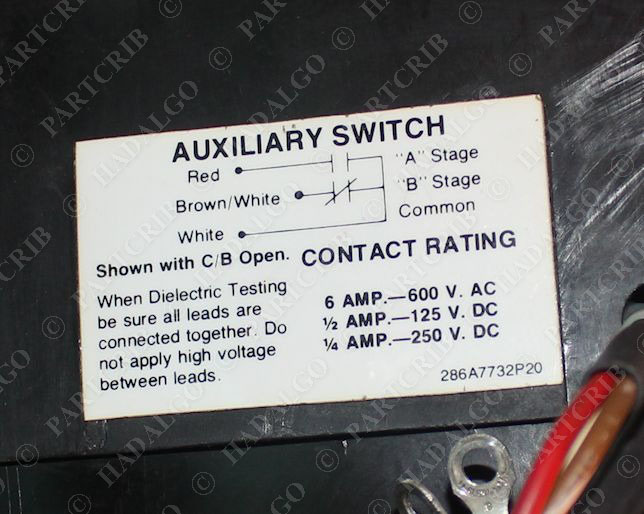 AUXILIARY SWITCH
Red "A" Stage
Brown/White "B" Stage
White Common
Shown with C/B Open.
When Dielectric Testing
be sure all leads are
connected together. Do
not apply high voltage
between leads.
CONTACT RATING
6 AMP.—600 V. AC
½ AMP.—125 V. DC
¼ AMP.—250 V. DC
286A7732P20
© PARTCRIB
© HADALGO